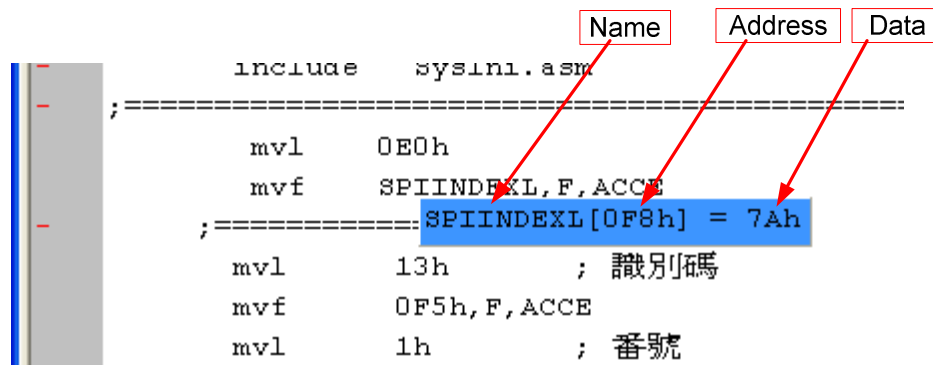 Name Address Data
include sysini.asm
;==============================================
mvl 0E0h
mvf SPIINDEXL,F,ACCE
;============ SPIINDEXL[0F8h] = 7Ah
mvl 13h ; 識別碼
mvf 0F5h,F,ACCE
mvl 1h ; 番號